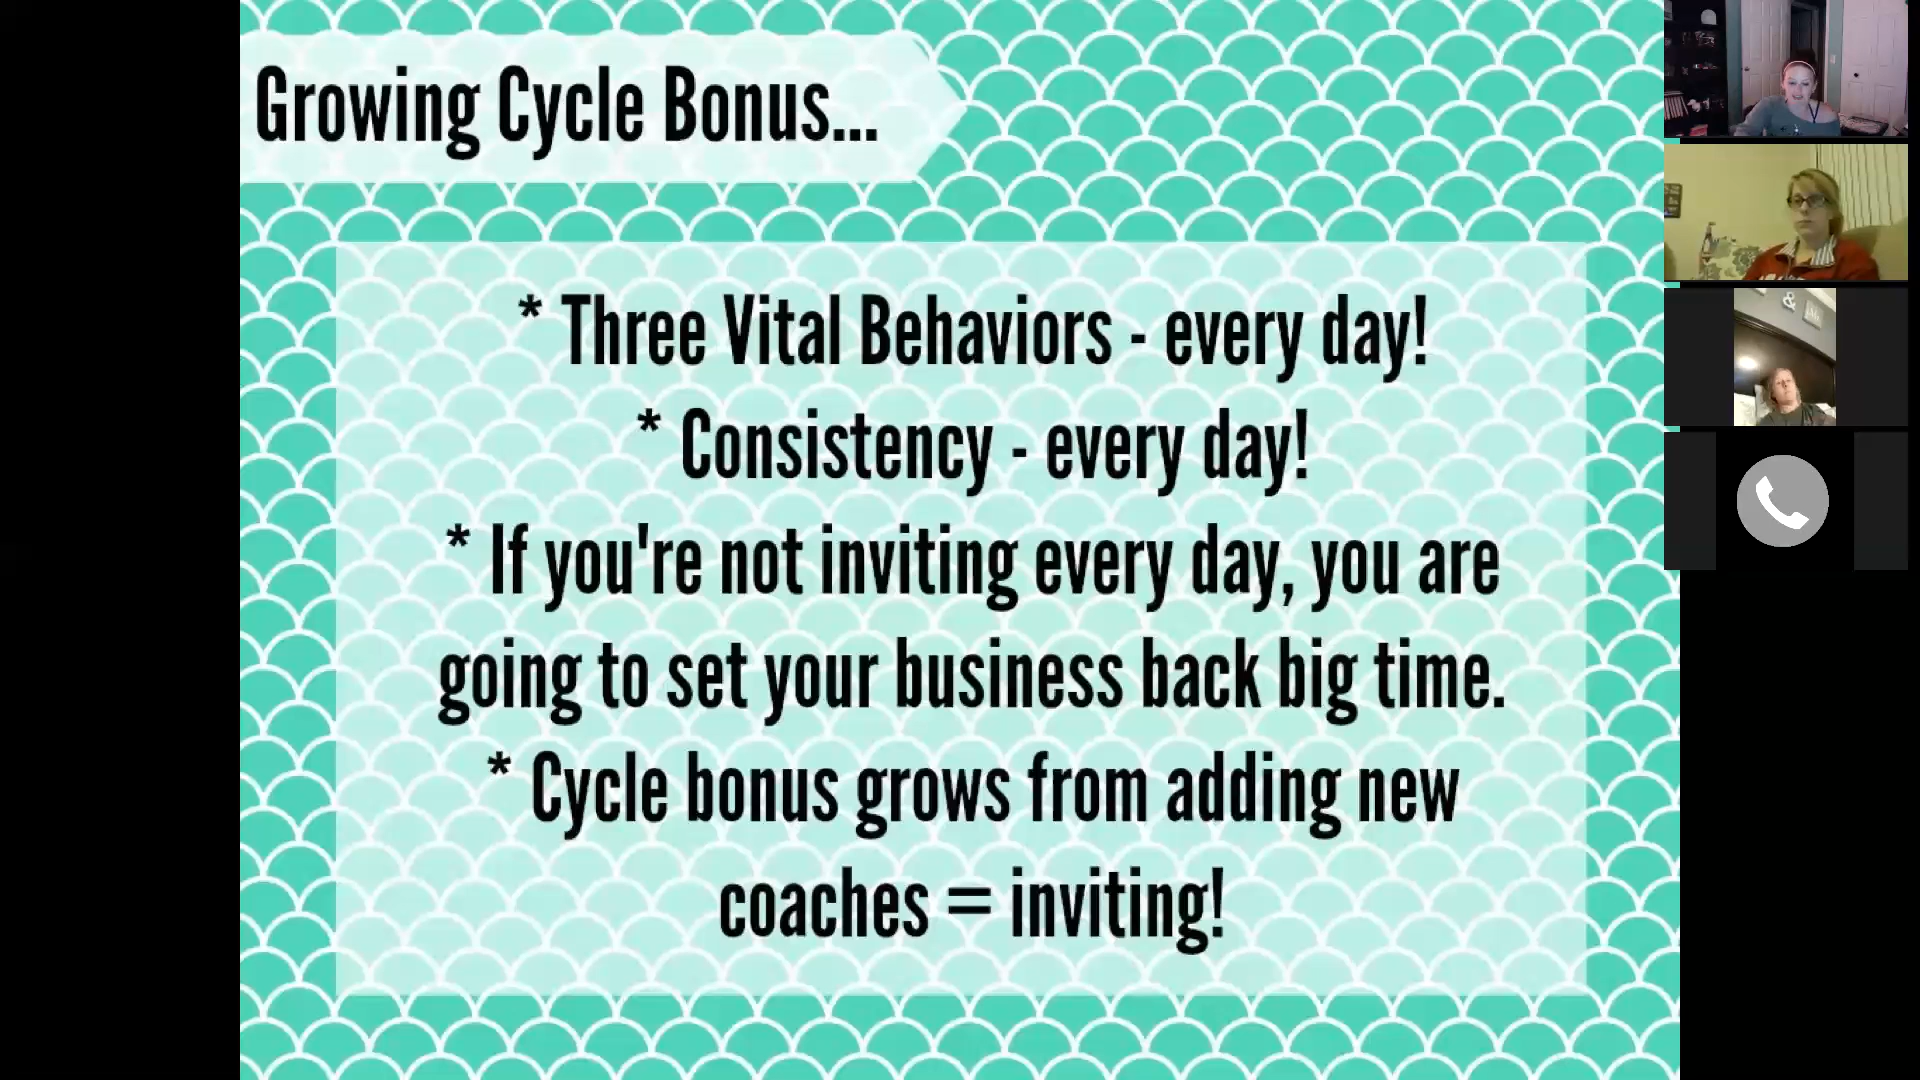 Growing Cycle Bonus...
* Three Vital Behaviors - every day!
* Consistency - every day!
* If you're not inviting every day, you are
going to set your business back big time.
* Cycle bonus grows from adding new
coaches = inviting!
&